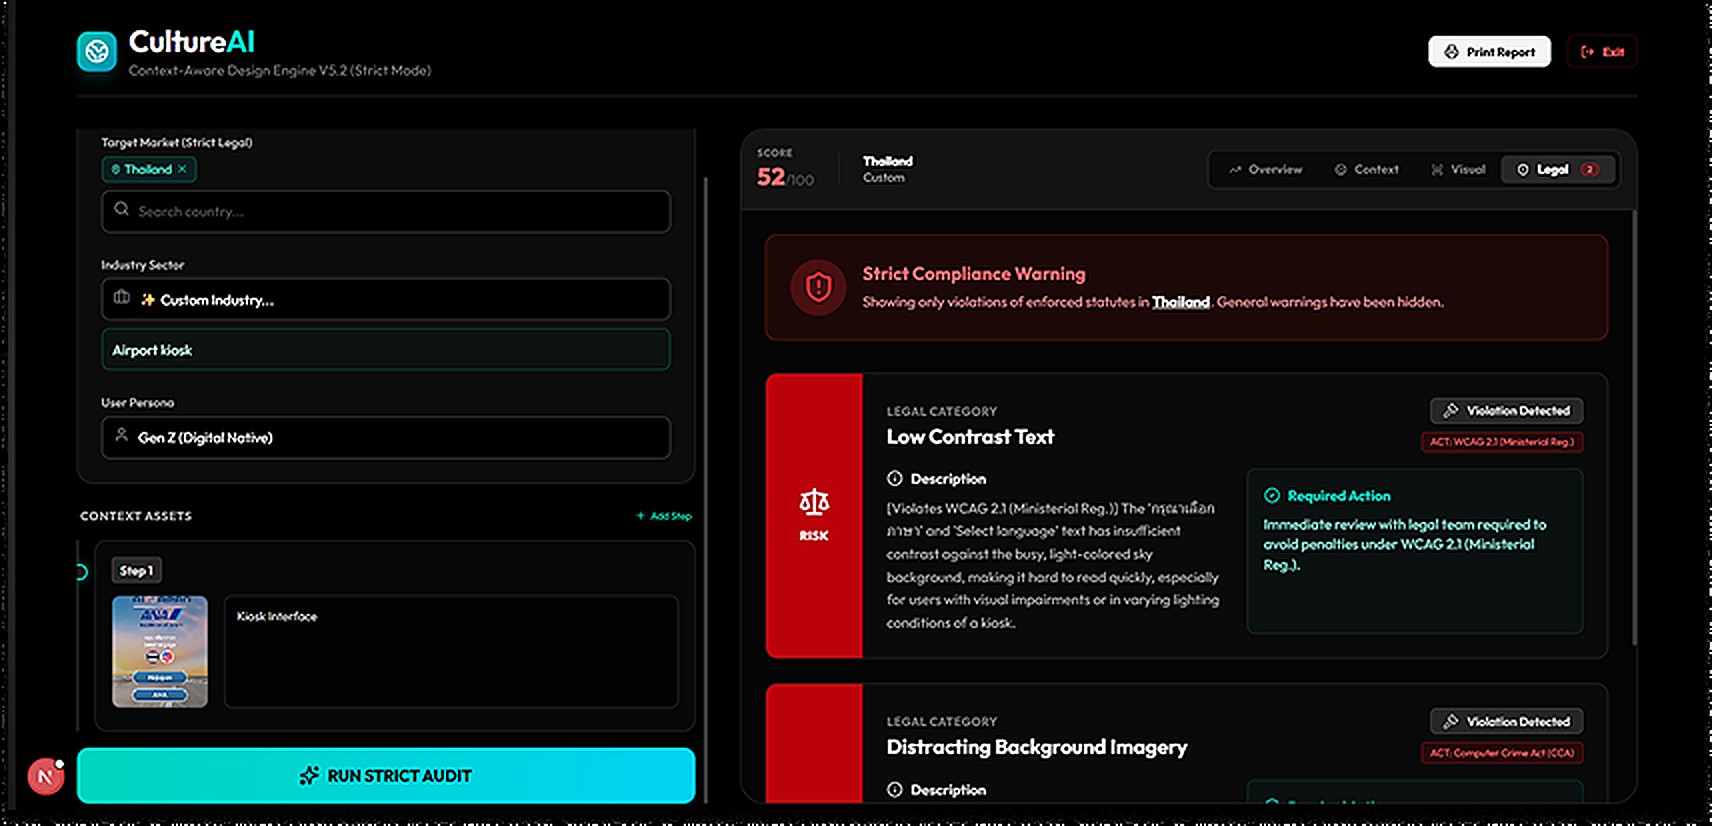 CultureAI
Context-Aware Design Engine V5.2 (Strict Mode)
Print Report
Exit
Target Market (Strict Legal)
Thailand ×
Search country...
Industry Sector
✨ Custom Industry...
Airport kiosk
User Persona
Gen Z (Digital Native)
CONTEXT ASSETS
+ Add Step
Step 1
Kiosk Interface
N
RUN STRICT AUDIT
SCORE
52/100
Thailand
Custom
Overview
Context
Visual
Legal 2
Strict Compliance Warning
Showing only violations of enforced statutes in Thailand. General warnings have been hidden.
RISK
LEGAL CATEGORY
Low Contrast Text
Violation Detected
ACT: WCAG 2.1 (Ministerial Reg.)
Description
[Violates WCAG 2.1 (Ministerial Reg.)] The 'กรุณาเลือก
ภาษา' and 'Select language' text has insufficient
contrast against the busy, light-colored sky
background, making it hard to read quickly, especially
for users with visual impairments or in varying lighting
conditions of a kiosk.
Required Action
Immediate review with legal team required to
avoid penalties under WCAG 2.1 (Ministerial
Reg.).
LEGAL CATEGORY
Distracting Background Imagery
Violation Detected
ACT: Computer Crime Act (CCA)
Description